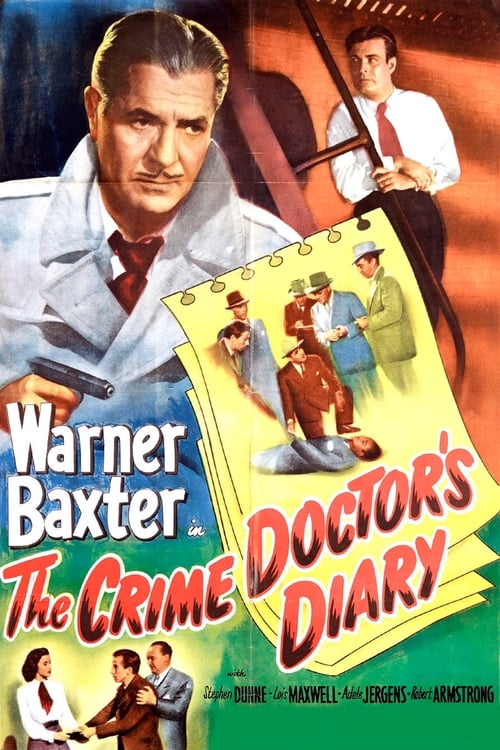 Warner
Baxter in
The Crime Doctor's
Diary
with
Stephen Dunne - Lois Maxwell - Adele Jergens - Robert Armstrong